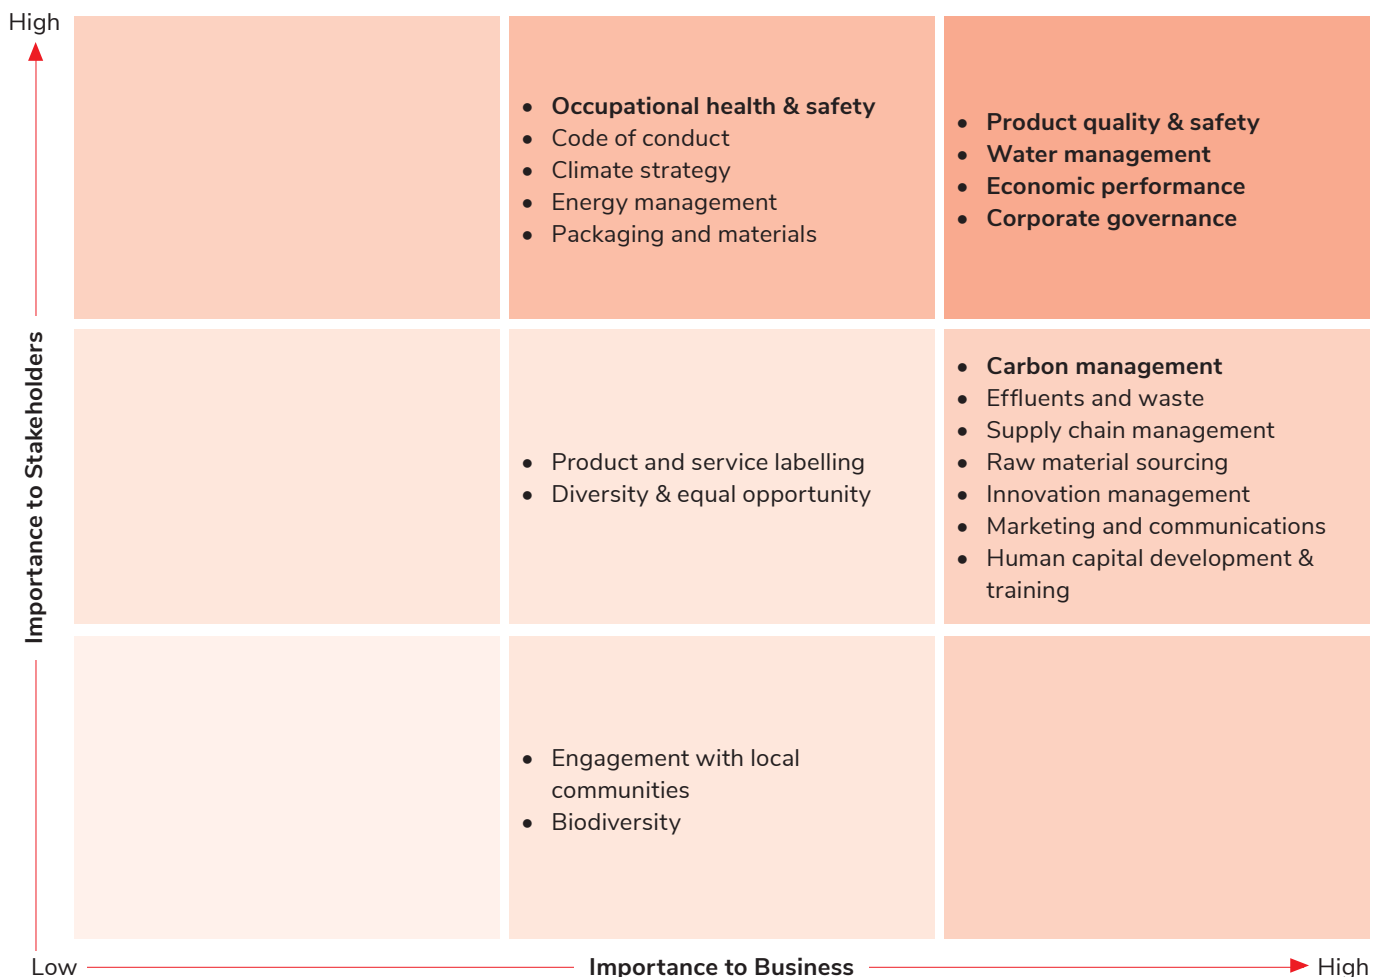 High
• Occupational health & safety
• Code of conduct
• Climate strategy
• Energy management
• Packaging and materials
• Product quality & safety
• Water management
• Economic performance
• Corporate governance
Importance to Stakeholders
• Product and service labelling
• Diversity & equal opportunity
• Carbon management
• Effluents and waste
• Supply chain management
• Raw material sourcing
• Innovation management
• Marketing and communications
• Human capital development &
training
• Engagement with local
communities
• Biodiversity
Low
Importance to Business
High